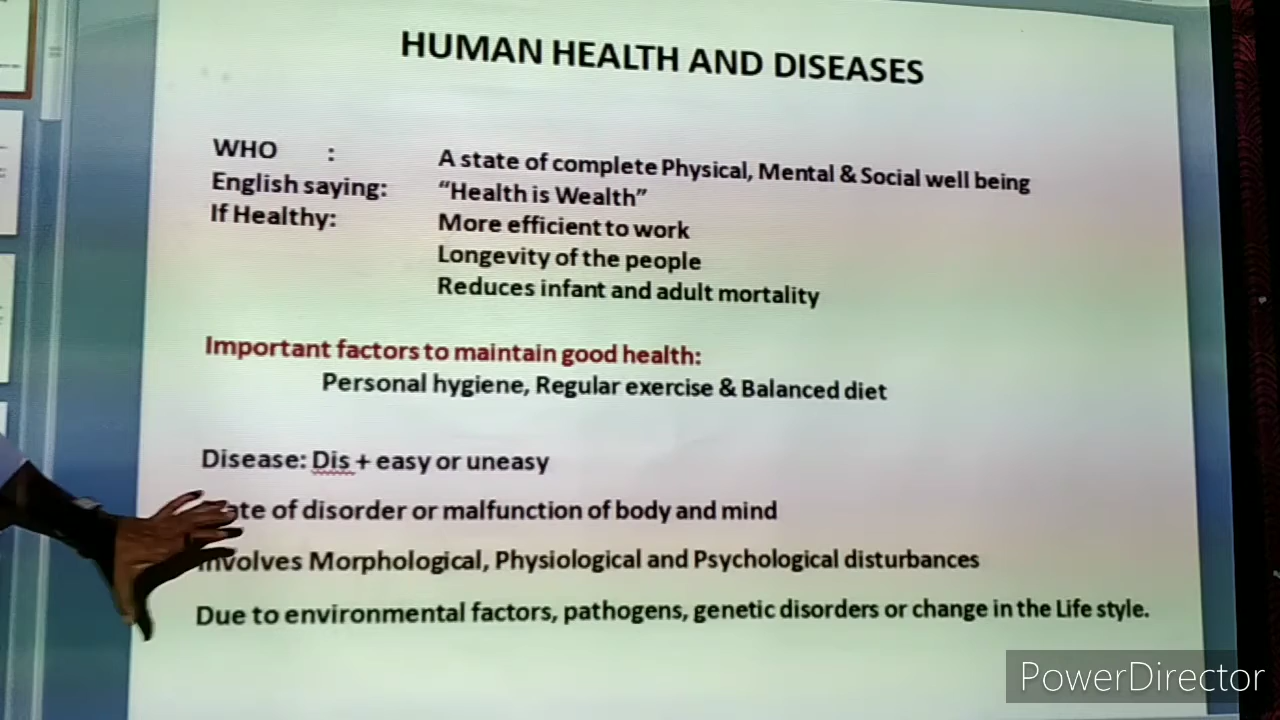 HUMAN HEALTH AND DISEASES
WHO : A state of complete Physical, Mental & Social well being
English saying: “Health is Wealth”
If Healthy: More efficient to work
Longevity of the people
Reduces infant and adult mortality
Important factors to maintain good health:
Personal hygiene, Regular exercise & Balanced diet
Disease: Dis + easy or uneasy
of disorder or malfunction of body and mind
Involves Morphological, Physiological and Psychological disturbances
Due to environmental factors, pathogens, genetic disorders or change in the Life style.
PowerDirector